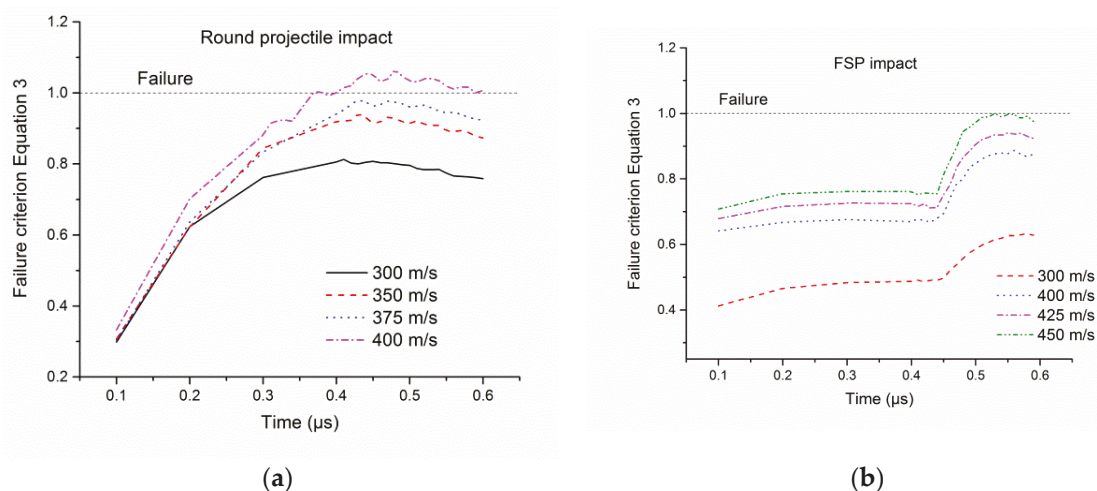 Round projectile impact
Failure
Failure criterion Equation 3
1.2
1.0
0.8
0.6
0.4
0.2
300 m/s
350 m/s
375 m/s
400 m/s
0.1 0.2 0.3 0.4 0.5 0.6
Time (μs)
(a)
FSP impact
Failure
Failure criterion Equation 3
1.2
1.0
0.8
0.6
0.4
300 m/s
400 m/s
425 m/s
450 m/s
0.1 0.2 0.3 0.4 0.5 0.6
Time (μs)
(b)